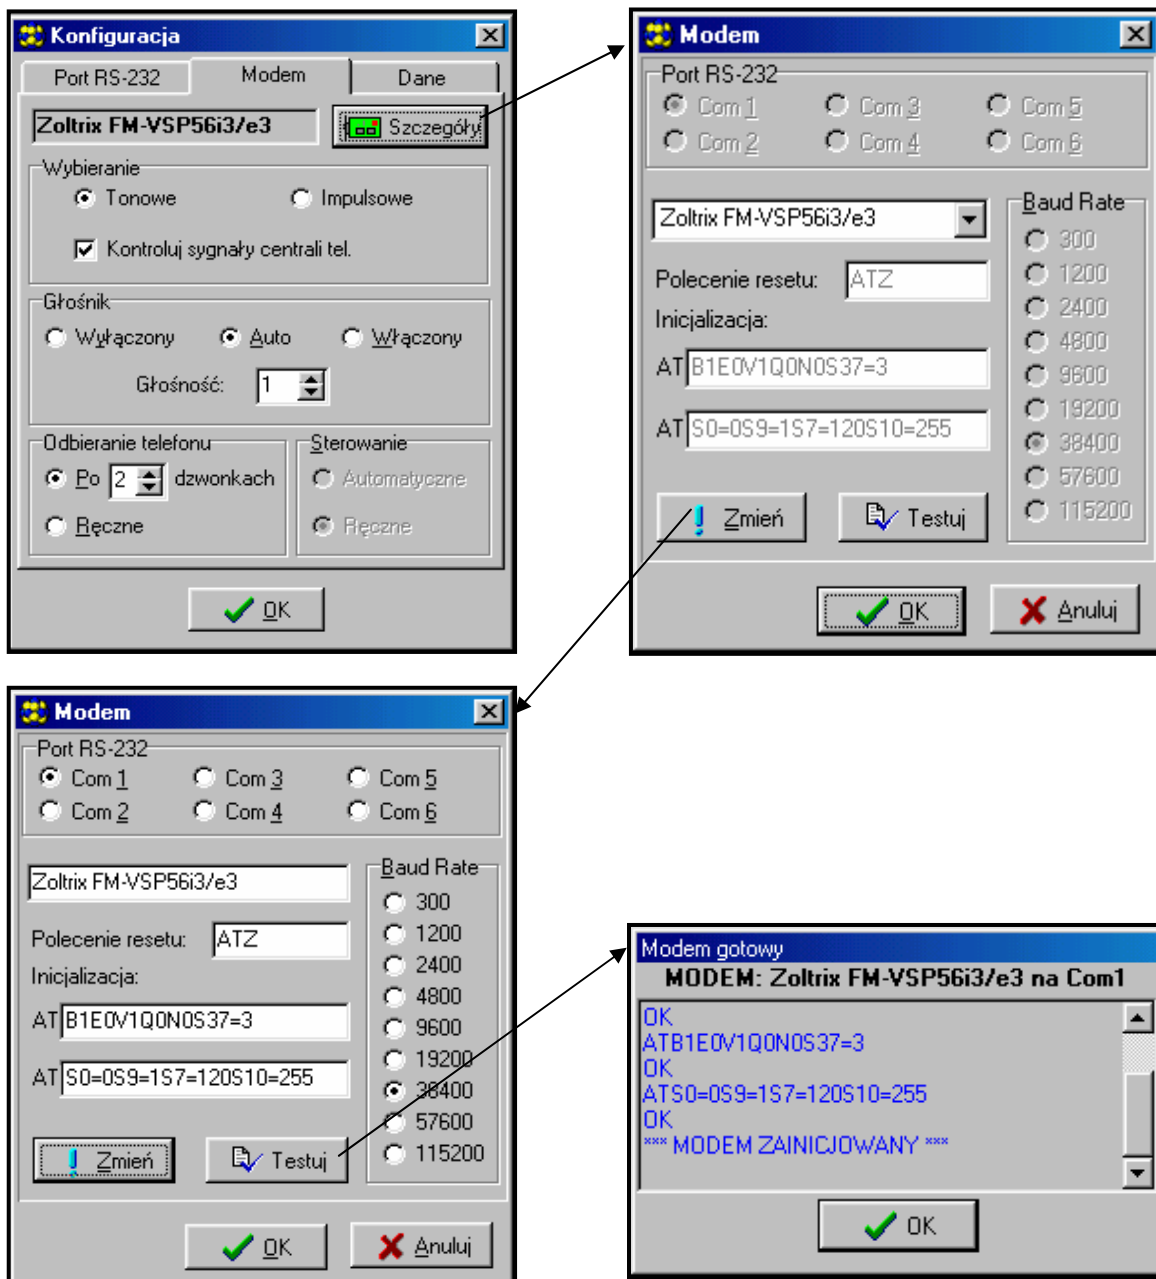 Konfiguracja
Port RS-232 Modem Dane
Zoltrix FM-VSP56i3/e3 Szczegóły
Wybieranie
Tonowe Impulsowe
Kontroluj sygnały centrali tel.
Głośnik
Wyłączony Auto Włączony
Głośność: 1
Odbieranie telefonu Sterowanie
Po 2 dzwonkach Automatyczne
Ręczne Ręczne
OK
Modem
Port RS-232
Com 1 Com 3 Com 5
Com 2 Com 4 Com 6
Zoltrix FM-VSP56i3/e3
Polecenie resetu: ATZ
Inicjalizacja:
AT B1E0V1Q0N0S37=3
AT S0=0S9=1S7=120S10=255
Baud Rate
300
1200
2400
4800
9600
19200
38400
57600
115200
Zmień Testuj
OK Anuluj
Modem
Port RS-232
Com 1 Com 3 Com 5
Com 2 Com 4 Com 6
Zoltrix FM-VSP56i3/e3
Polecenie resetu: ATZ
Inicjalizacja:
AT B1E0V1Q0N0S37=3
AT S0=0S9=1S7=120S10=255
Baud Rate
300
1200
2400
4800
9600
19200
38400
57600
115200
Zmień Testuj
OK Anuluj
Modem gotowy
MODEM: Zoltrix FM-VSP56i3/e3 na Com1
OK
ATB1E0V1Q0N0S37=3
OK
ATS0=0S9=1S7=120S10=255
OK
*** MODEM ZAINICJOWANY ***
OK